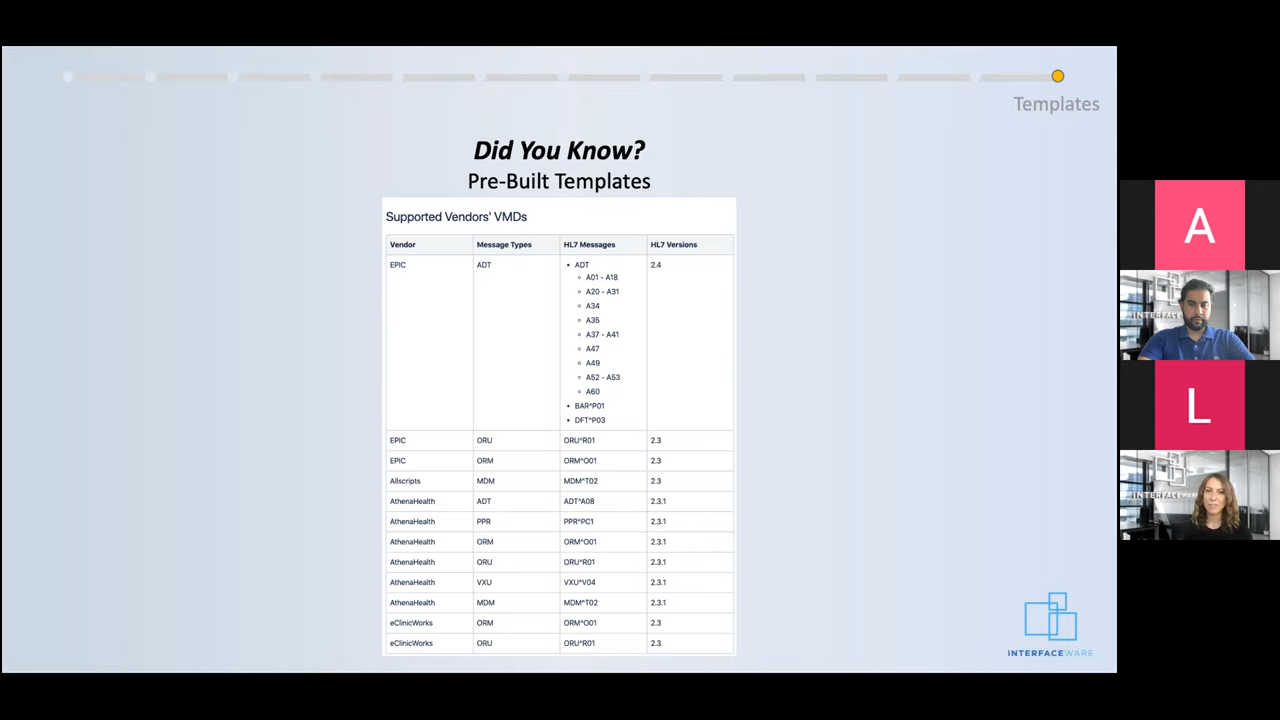 Templates
Did You Know?
Pre-Built Templates
Supported Vendors' VMDs
Vendor Message Types HL7 Messages HL7 Versions
EPIC ADT • ADT 2.4
A01 - A18
A20 - A31
A34
A35
A37 - A41
A47
A49
A52 - A53
A60
• BAR^P01
• DFT^P03
EPIC ORU ORU^R01 2.3
EPIC ORM ORM^O01 2.3
Allscripts MDM MDM^T02 2.3
AthenaHealth ADT ADT^A08 2.3.1
AthenaHealth PPR PPR^PC1 2.3.1
AthenaHealth ORM ORM^O01 2.3.1
AthenaHealth ORU ORU^R01 2.3.1
AthenaHealth VXU VXU^V04 2.3.1
AthenaHealth MDM MDM^T02 2.3.1
eClinicWorks ORM ORM^O01 2.3
eClinicWorks ORU ORU^R01 2.3
INTERFACEWARE
A
L